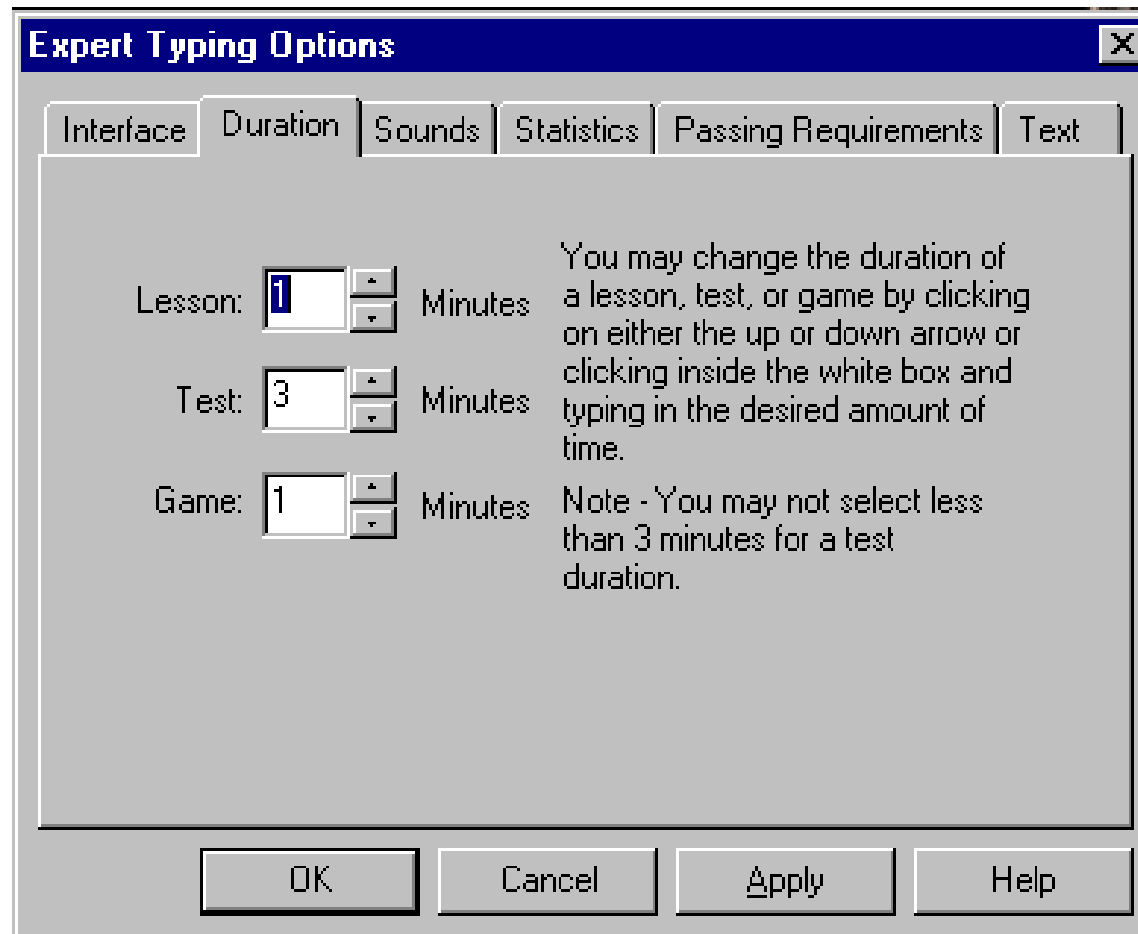 Expert Typing Options
Interface Duration Sounds Statistics Passing Requirements Text
Lesson: 1 Minutes
Test: 3 Minutes
Game: 1 Minutes
You may change the duration of
a lesson, test, or game by clicking
on either the up or down arrow or
clicking inside the white box and
typing in the desired amount of
time.
Note - You may not select less
than 3 minutes for a test
duration.
OK Cancel Apply Help